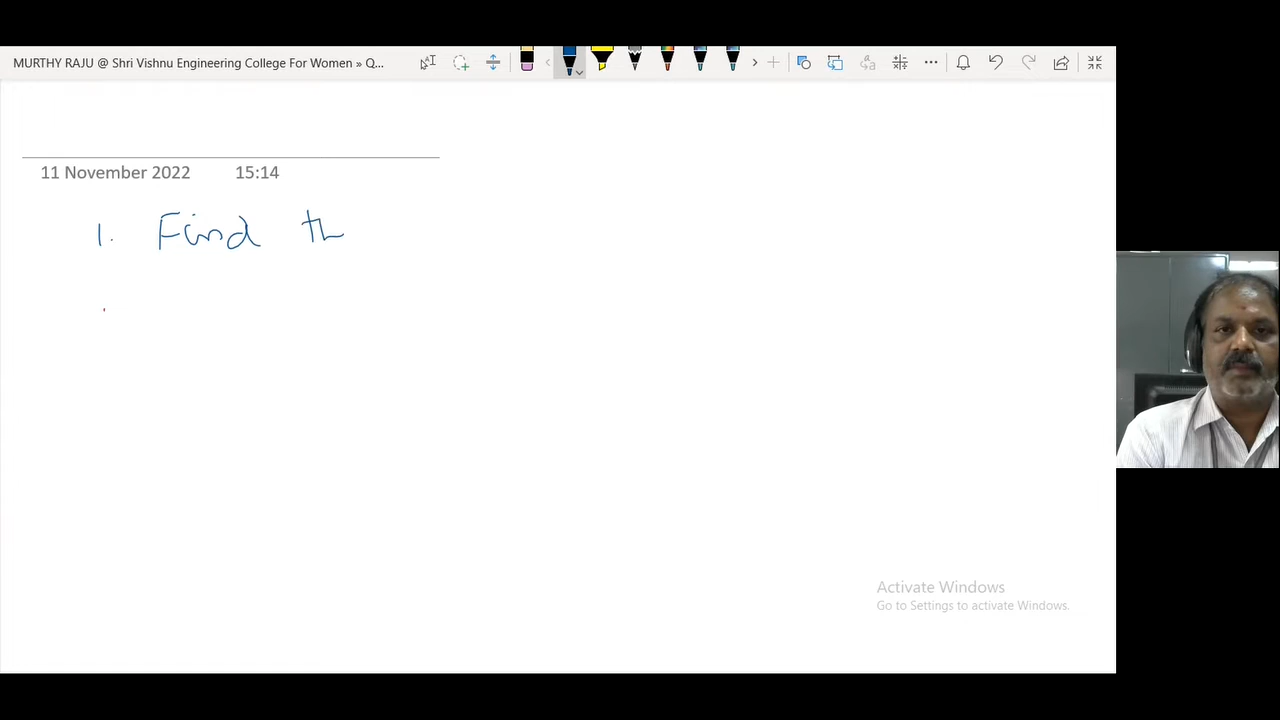 MURTHY RAJU @ Shri Vishnu Engineering College For Women » Q...
11 November 2022 15:14
1. Find th
Activate Windows
Go to Settings to activate Windows.